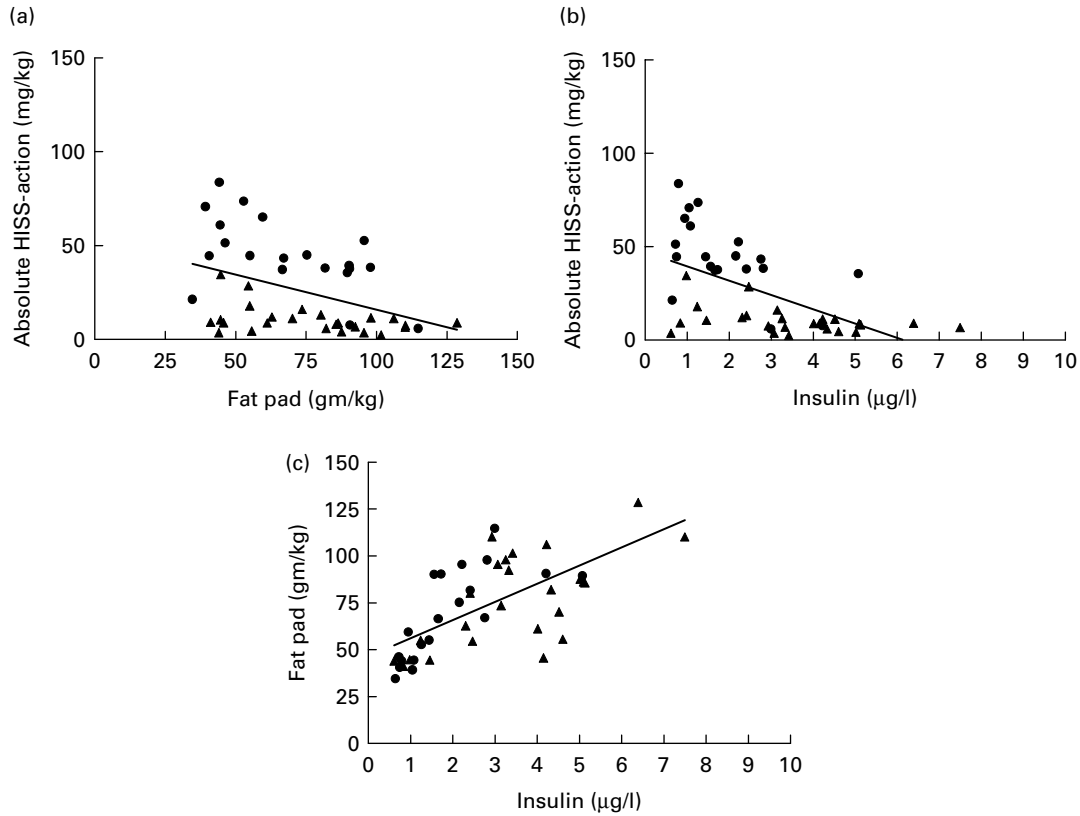 (a)
Absolute HISS-action (mg/kg)
150
100
50
0
0 25 50 75 100 125 150
Fat pad (gm/kg)
(b)
Absolute HISS-action (mg/kg)
150
100
50
0
0 1 2 3 4 5 6 7 8 9 10
Insulin (μg/l)
(c)
Fat pad (gm/kg)
150
125
100
75
50
25
0
0 1 2 3 4 5 6 7 8 9 10
Insulin (μg/l)